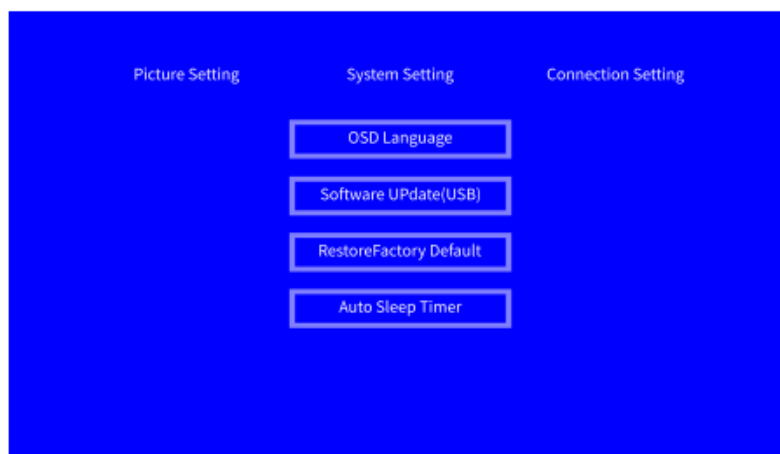 Picture Setting System Setting Connection Setting
OSD Language
Software UPdate(USB)
RestoreFactory Default
Auto Sleep Timer